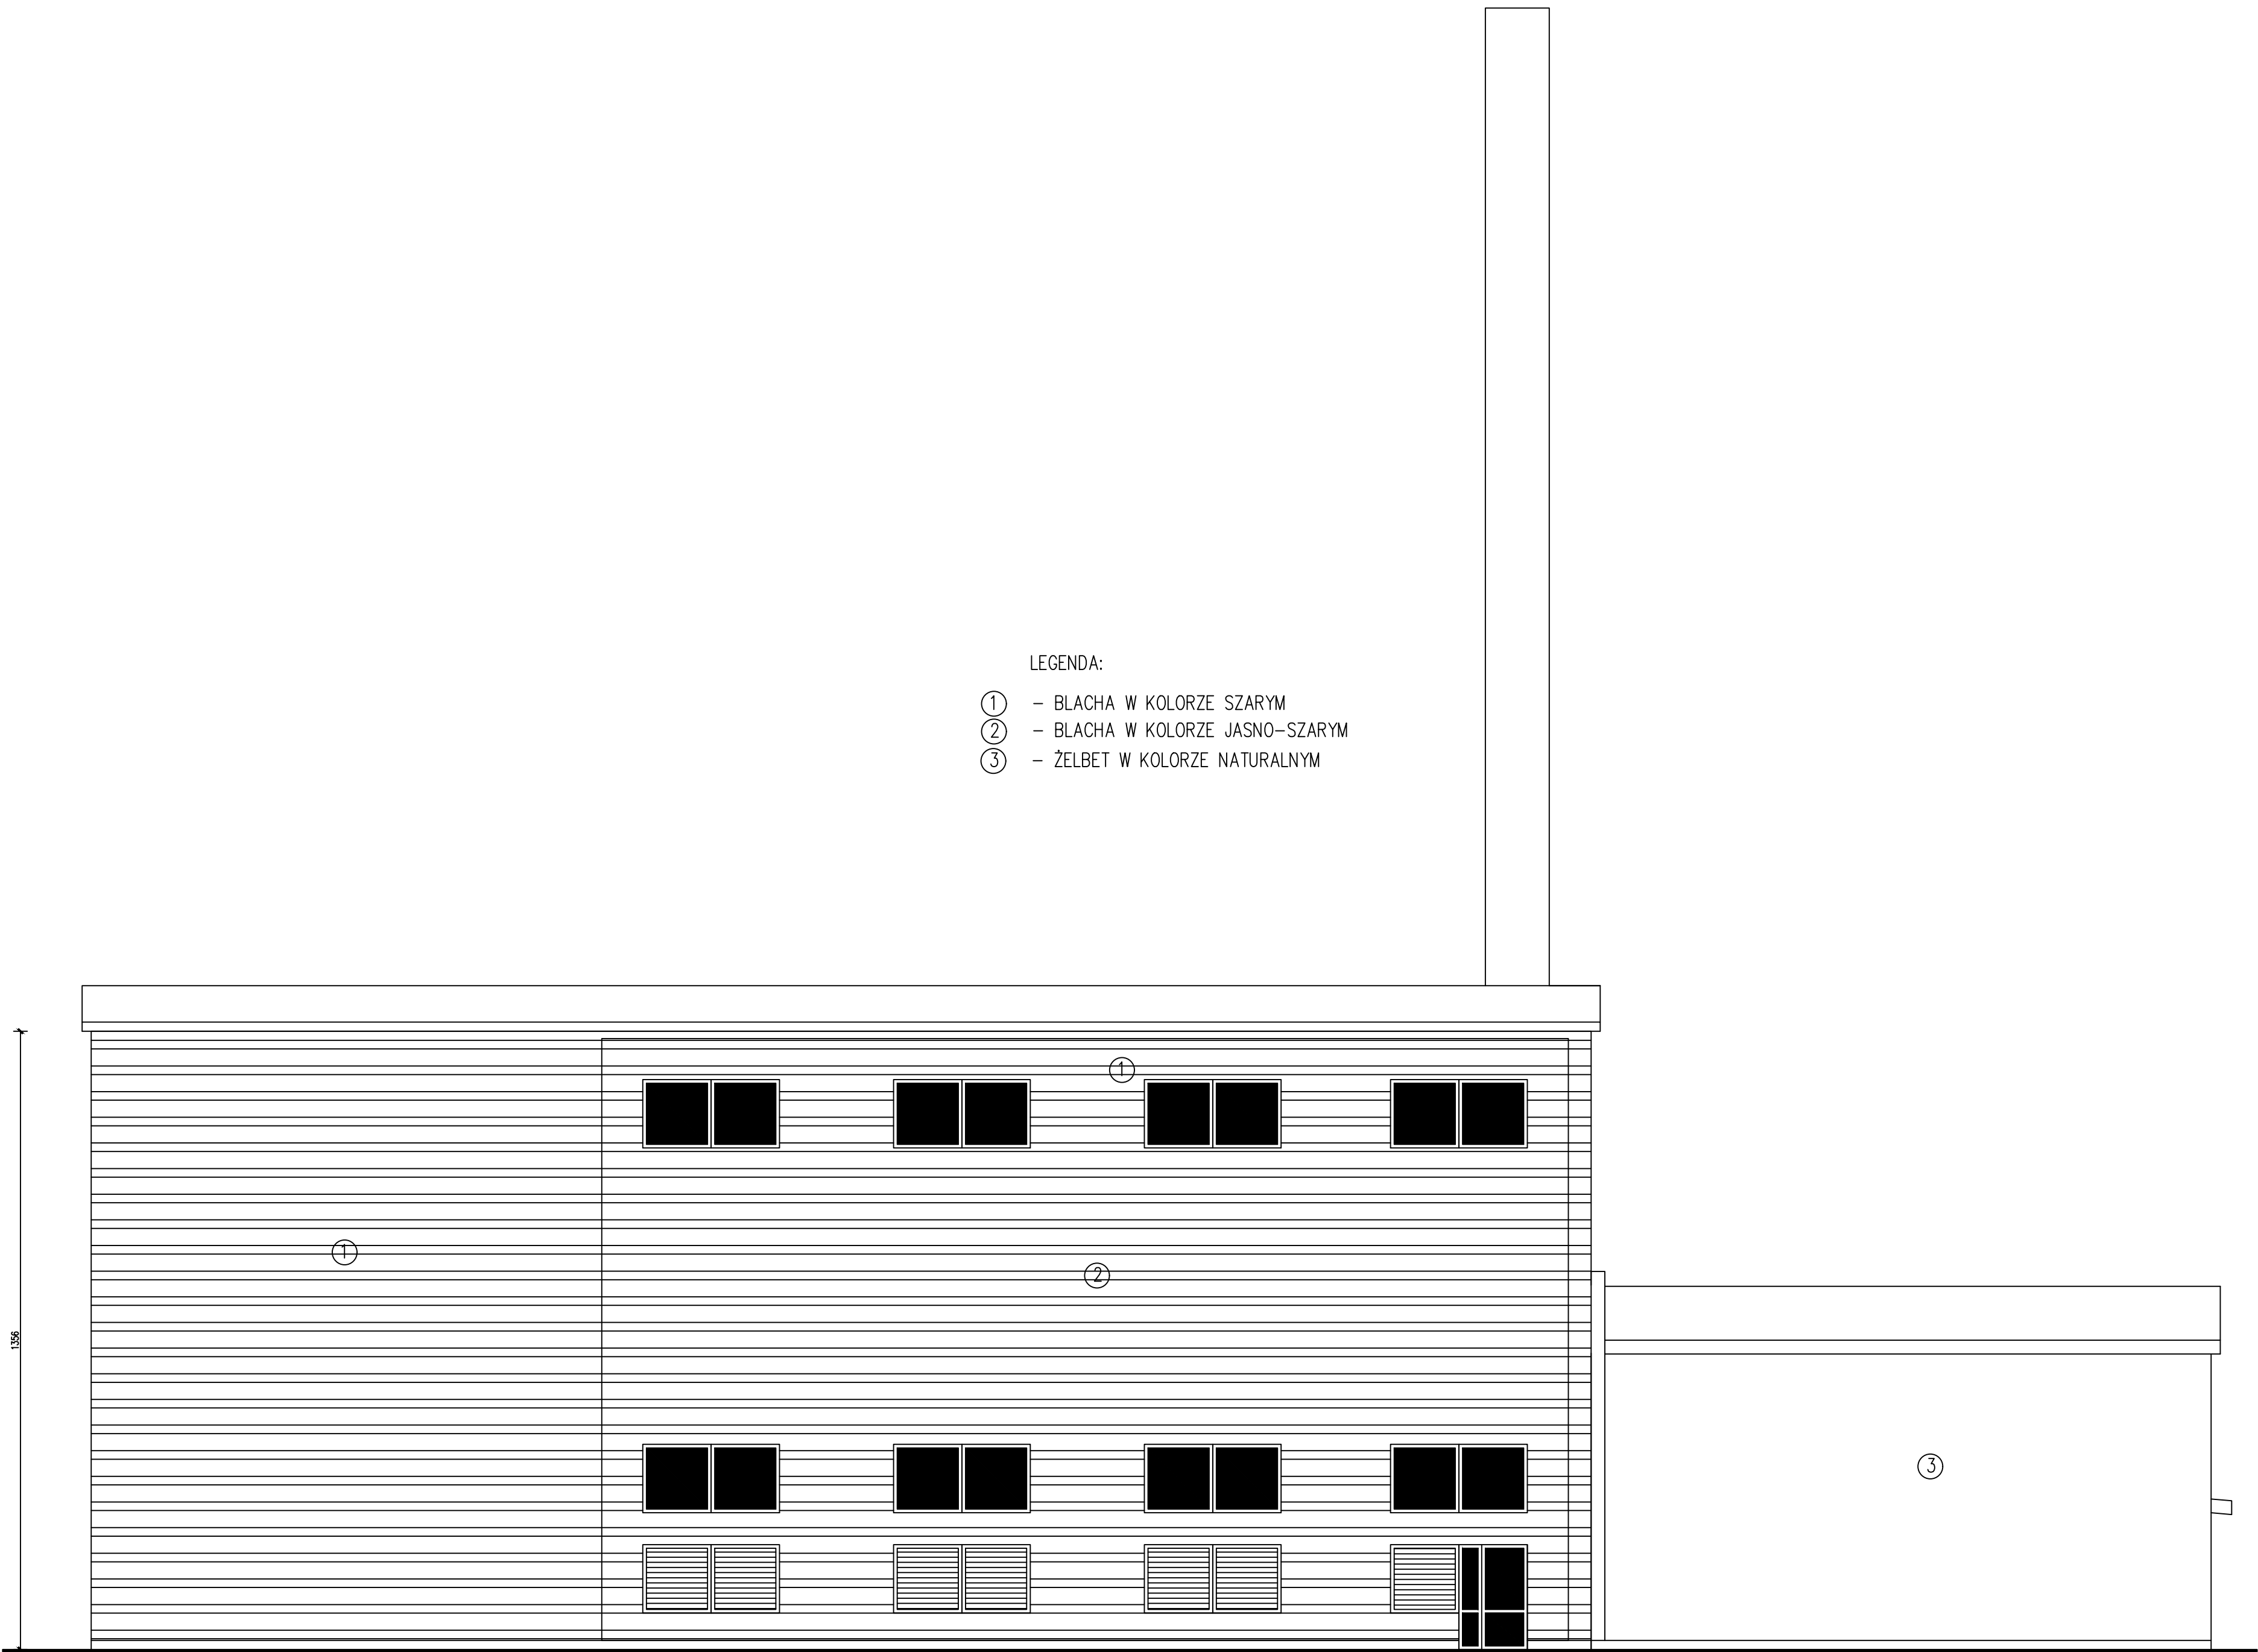 LEGENDA:
1 - BLACHA W KOLORZE SZARYM
2 - BLACHA W KOLORZE JASNO-SZARYM
3 - ŻELBET W KOLORZE NATURALNYM
1
1
2
1356
3